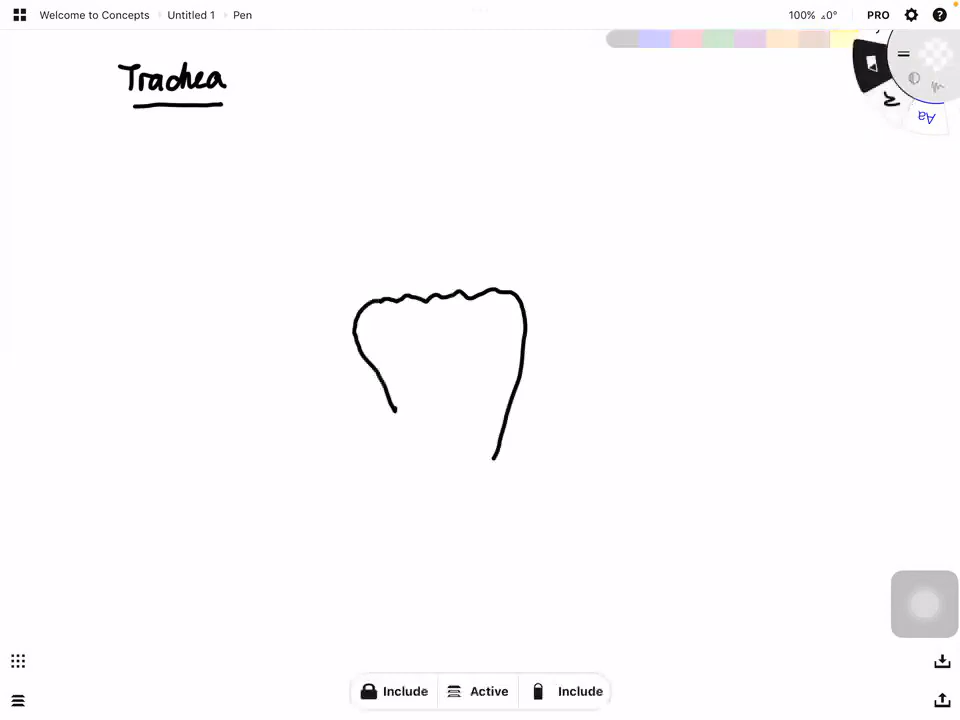 Welcome to Concepts › Untitled 1 › Pen
100% ⦟0° PRO
Trachea
Aa
Include Active Include